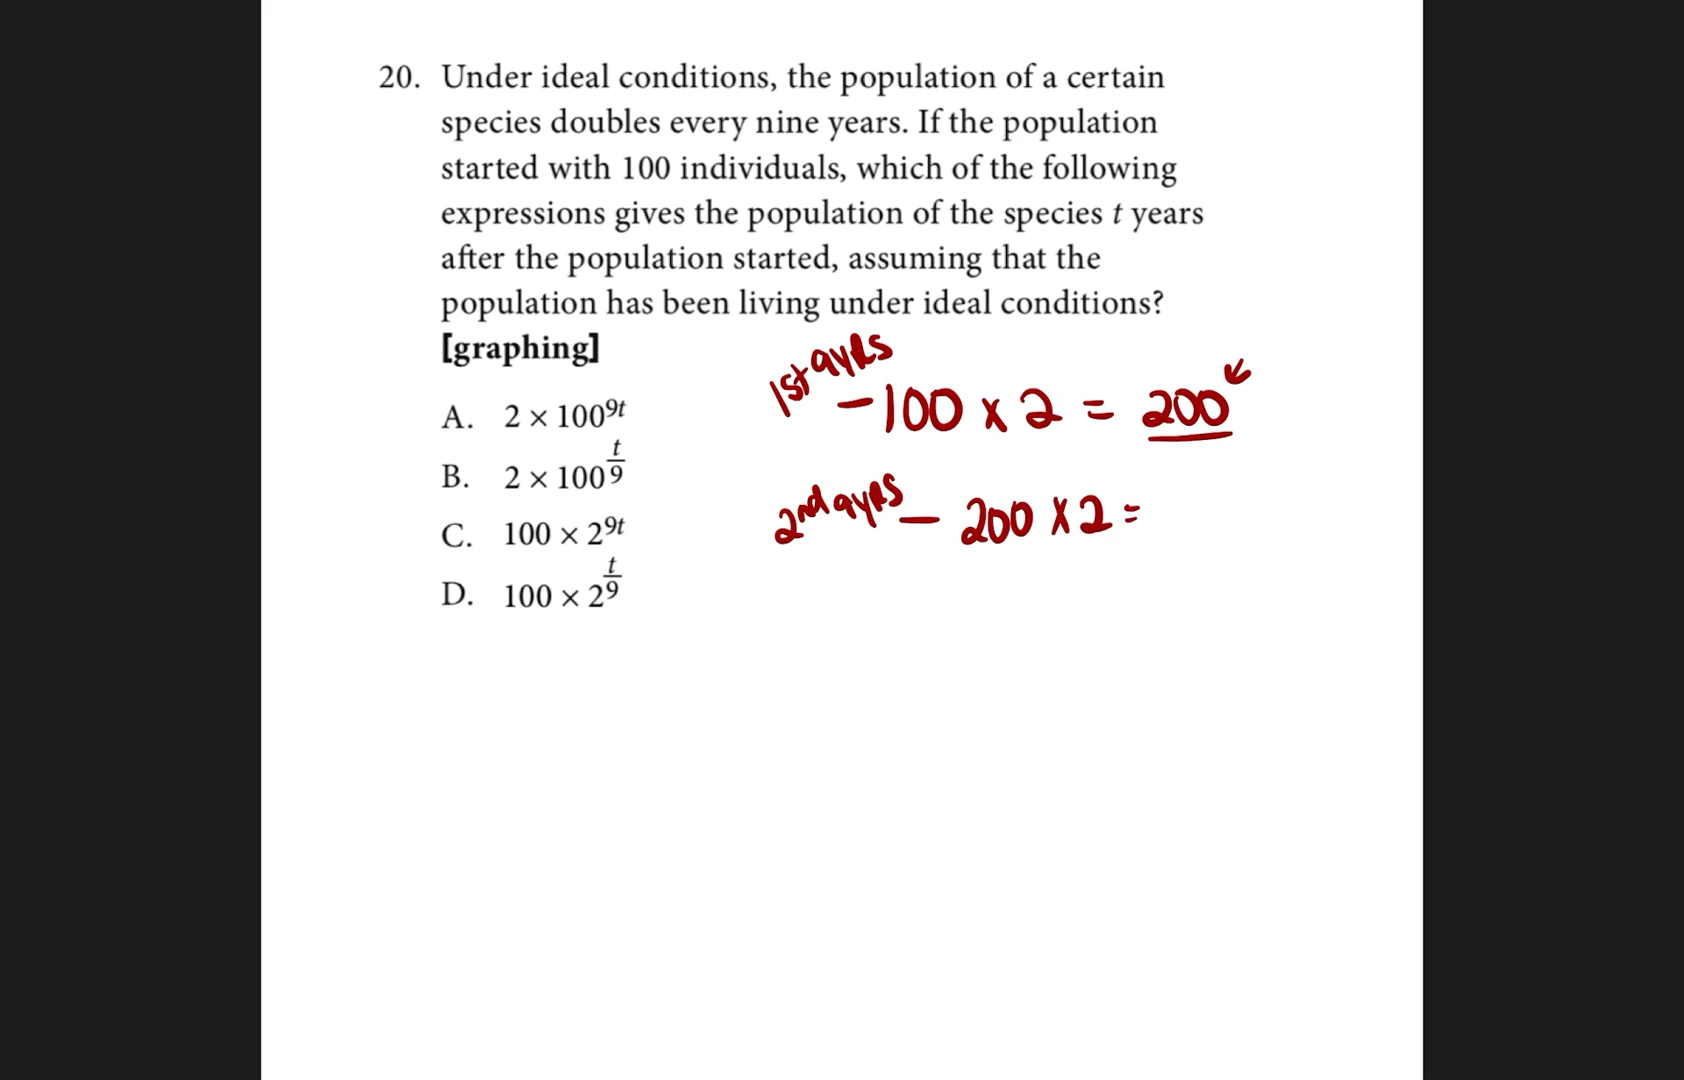 20. Under ideal conditions, the population of a certain
species doubles every nine years. If the population
started with 100 individuals, which of the following
expressions gives the population of the species t years
after the population started, assuming that the
population has been living under ideal conditions?
[graphing]
A. 2 × 100^(9t)
B. 2 × 100^(t/9)
C. 100 × 2^(9t)
D. 100 × 2^(t/9)
1st 9yRs - 100 x 2 = 200
2nd 9yRs - 200 x 2 =